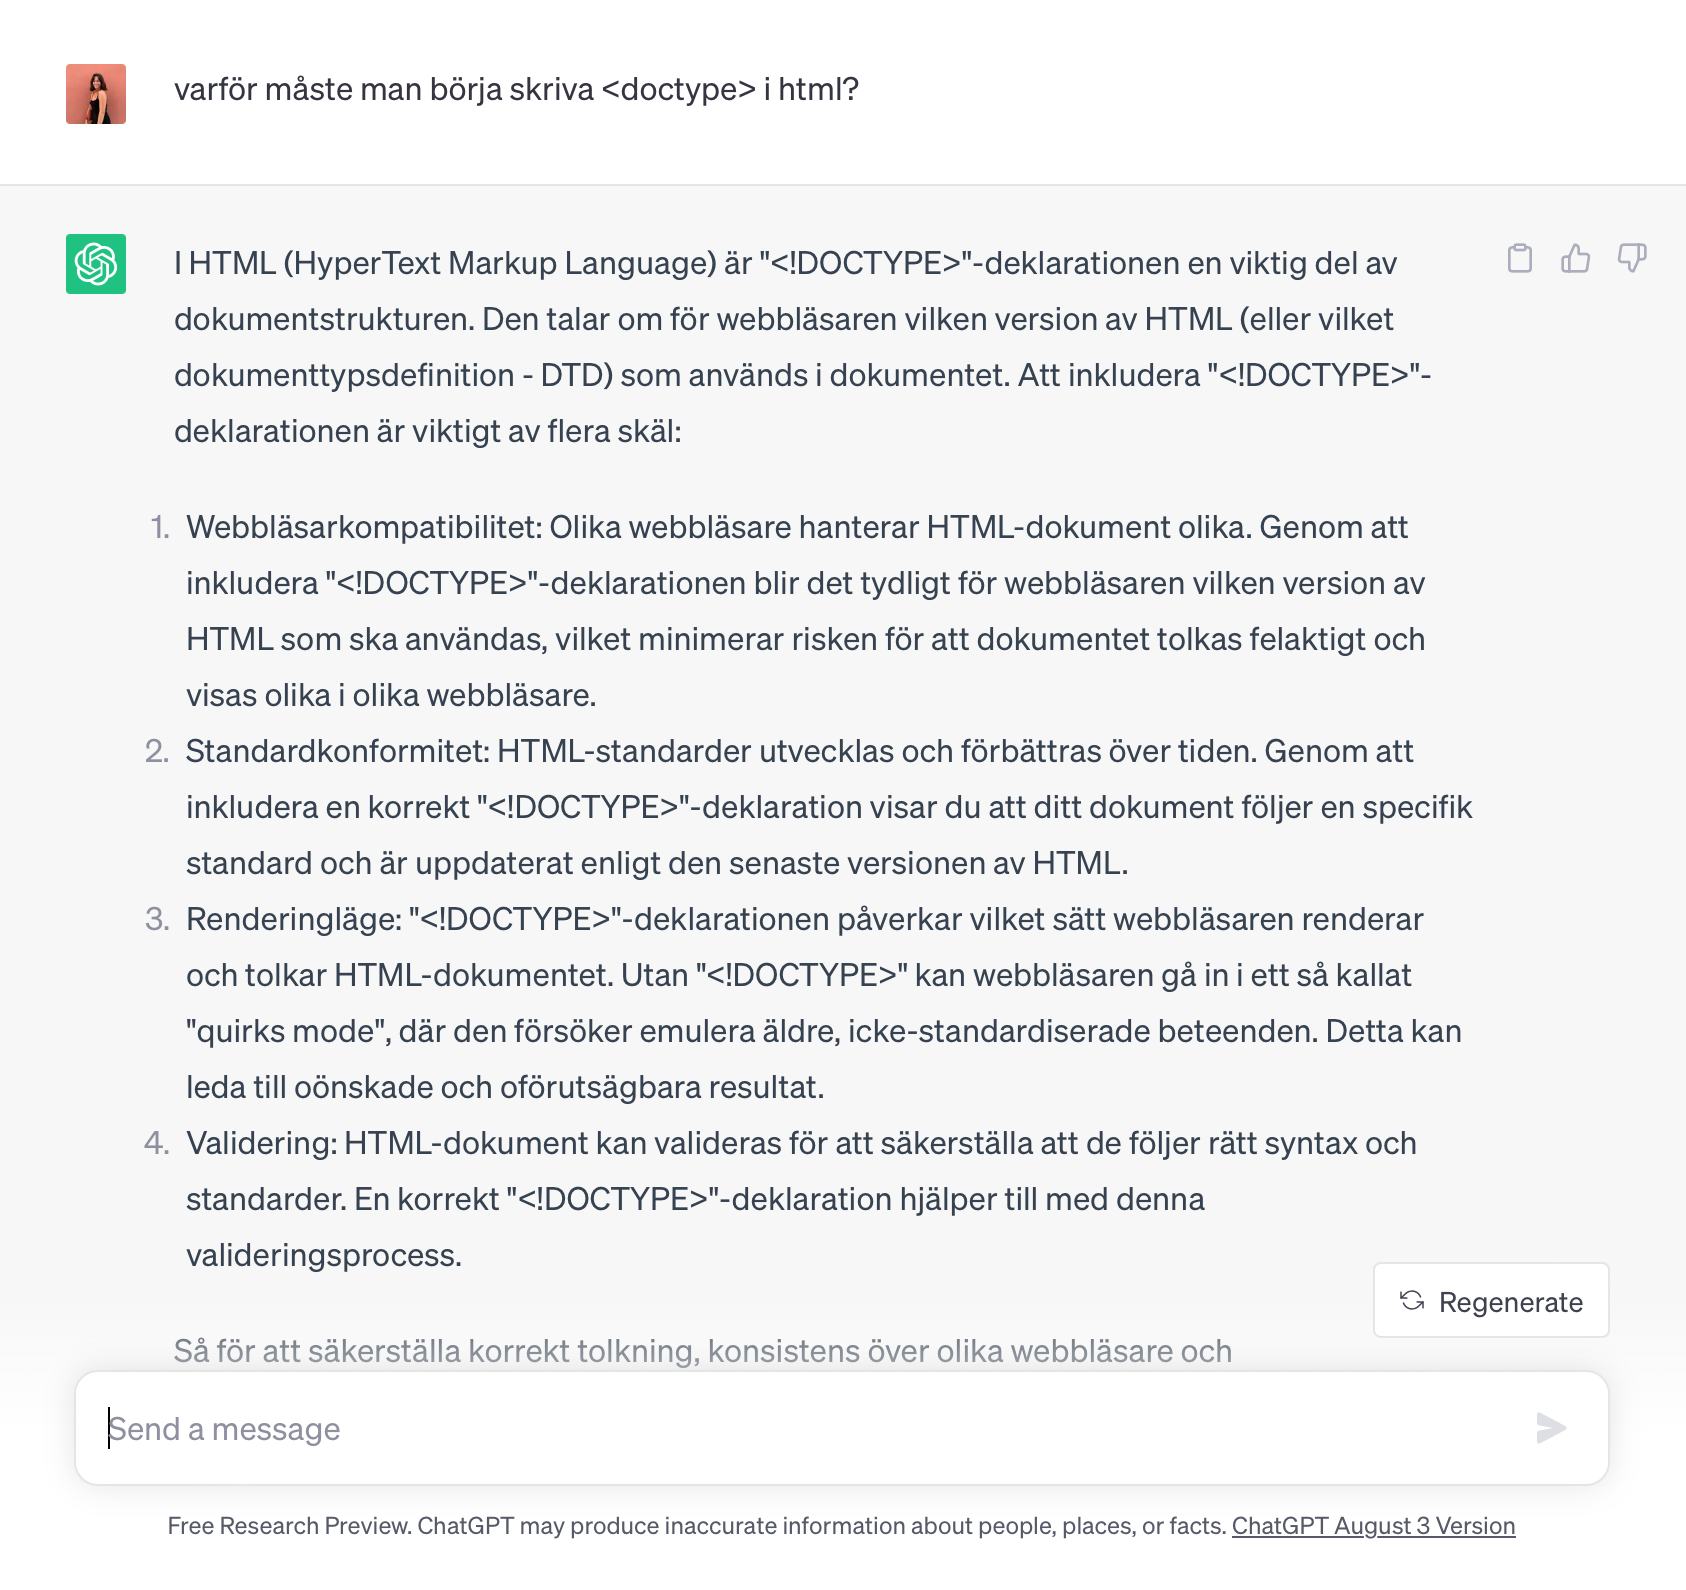 varför måste man börja skriva <doctype> i html?
I HTML (HyperText Markup Language) är "<!DOCTYPE>"-deklarationen en viktig del av
dokumentstrukturen. Den talar om för webbläsaren vilken version av HTML (eller vilket
dokumenttypsdefinition - DTD) som används i dokumentet. Att inkludera "<!DOCTYPE>"-
deklarationen är viktigt av flera skäl:
1. Webbläsarkompatibilitet: Olika webbläsare hanterar HTML-dokument olika. Genom att
inkludera "<!DOCTYPE>"-deklarationen blir det tydligt för webbläsaren vilken version av
HTML som ska användas, vilket minimerar risken för att dokumentet tolkas felaktigt och
visas olika i olika webbläsare.
2. Standardkonformitet: HTML-standarder utvecklas och förbättras över tiden. Genom att
inkludera en korrekt "<!DOCTYPE>"-deklaration visar du att ditt dokument följer en specifik
standard och är uppdaterat enligt den senaste versionen av HTML.
3. Renderingläge: "<!DOCTYPE>"-deklarationen påverkar vilket sätt webbläsaren renderar
och tolkar HTML-dokumentet. Utan "<!DOCTYPE>" kan webbläsaren gå in i ett så kallat
"quirks mode", där den försöker emulera äldre, icke-standardiserade beteenden. Detta kan
leda till oönskade och oförutsägbara resultat.
4. Validering: HTML-dokument kan valideras för att säkerställa att de följer rätt syntax och
standarder. En korrekt "<!DOCTYPE>"-deklaration hjälper till med denna
valideringsprocess.
Regenerate
Så för att säkerställa korrekt tolkning, konsistens över olika webbläsare och
Send a message
Free Research Preview. ChatGPT may produce inaccurate information about people, places, or facts. ChatGPT August 3 Version